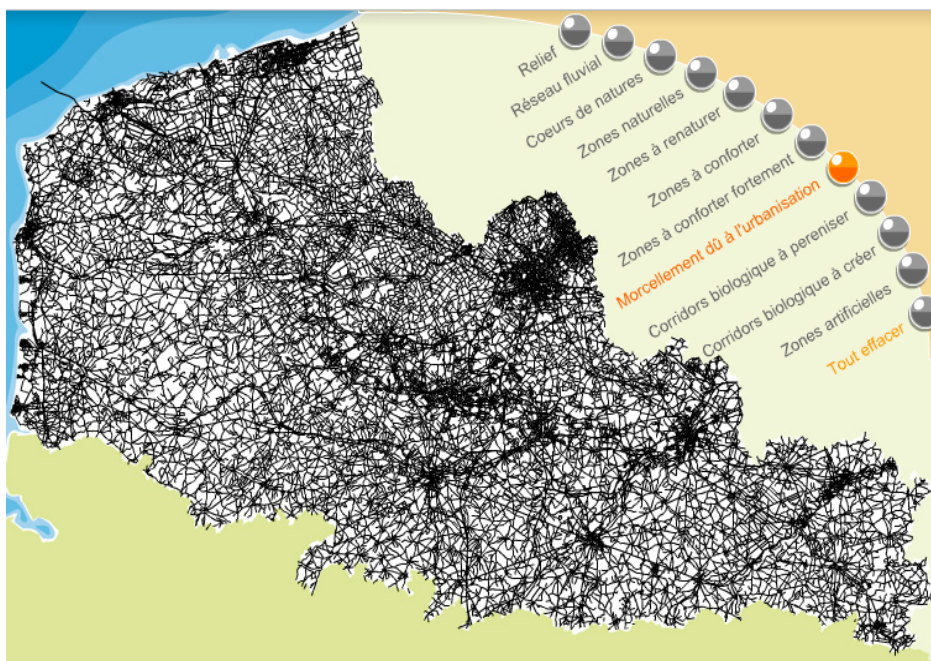 Relief
Réseau fluvial
Coeurs de natures
Zones naturelles
Zones à renaturer
Zones à conforter
Zones à conforter fortement
Morcellement dû à l'urbanisation
Corridors biologique à pereniser
Corridors biologique à créer
Zones artificielles
Tout effacer